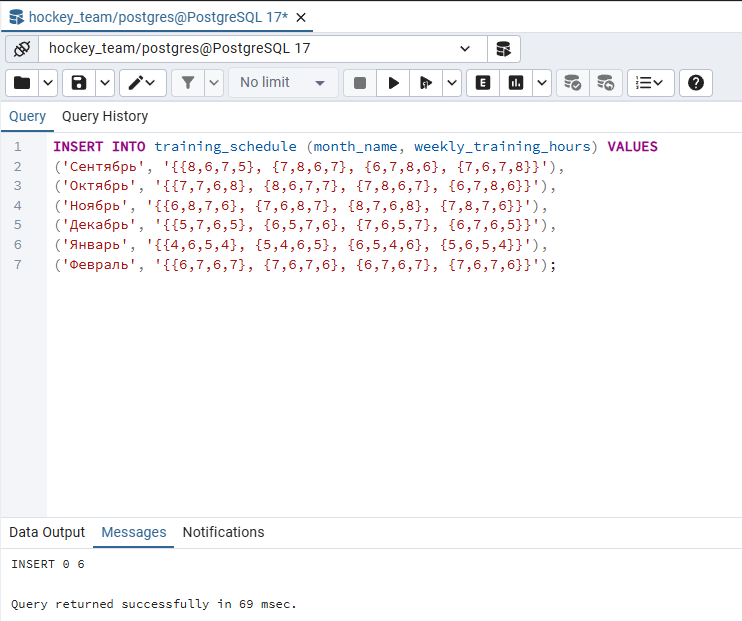 hockey_team/postgres@PostgreSQL 17*
hockey_team/postgres@PostgreSQL 17
No limit
E
Query Query History
1 INSERT INTO training_schedule (month_name, weekly_training_hours) VALUES
2 ('Сентябрь', '{{8,6,7,5}, {7,8,6,7}, {6,7,8,6}, {7,6,7,8}}'),
3 ('Октябрь', '{{7,7,6,8}, {8,6,7,7}, {7,8,6,7}, {6,7,8,6}}'),
4 ('Ноябрь', '{{6,8,7,6}, {7,6,8,7}, {8,7,6,8}, {7,8,7,6}}'),
5 ('Декабрь', '{{5,7,6,5}, {6,5,7,6}, {7,6,5,7}, {6,7,6,5}}'),
6 ('Январь', '{{4,6,5,4}, {5,4,6,5}, {6,5,4,6}, {5,6,5,4}}'),
7 ('Февраль', '{{6,7,6,7}, {7,6,7,6}, {6,7,6,7}, {7,6,7,6}}');
Data Output Messages Notifications
INSERT 0 6
Query returned successfully in 69 msec.